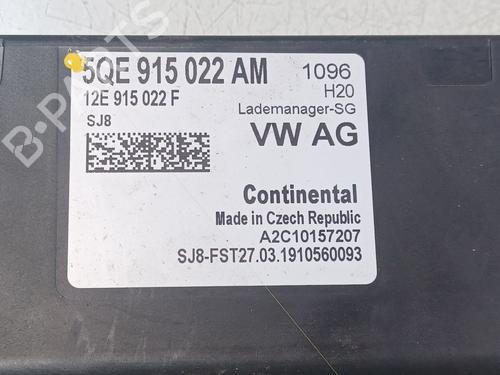 5QE 915 022 AM 1096
12E 915 022 F H20
SJ8 Lademanager-SG
VW AG
Continental
Made in Czech Republic
A2C10157207
SJ8-FST27.03.1910560093
B-PARTS